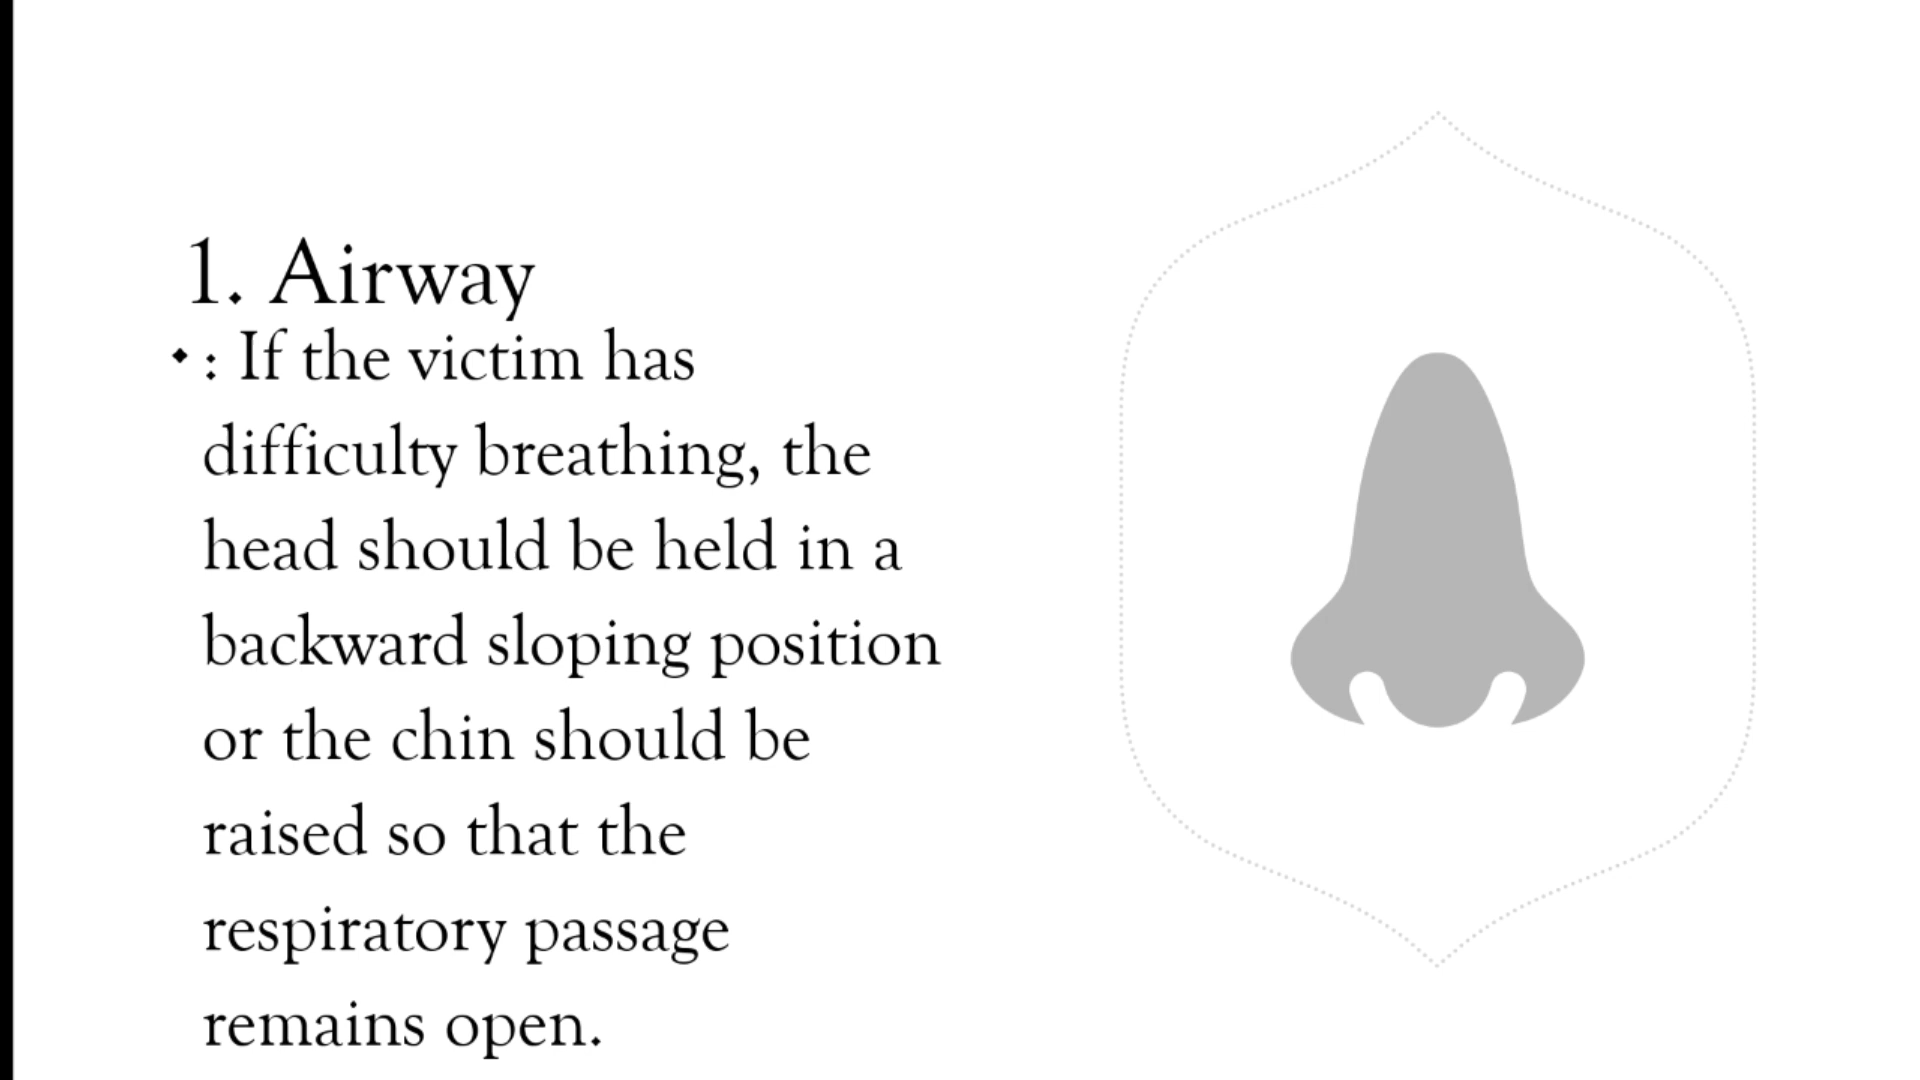 1. Airway
: If the victim has
difficulty breathing, the
head should be held in a
backward sloping position
or the chin should be
raised so that the
respiratory passage
remains open.